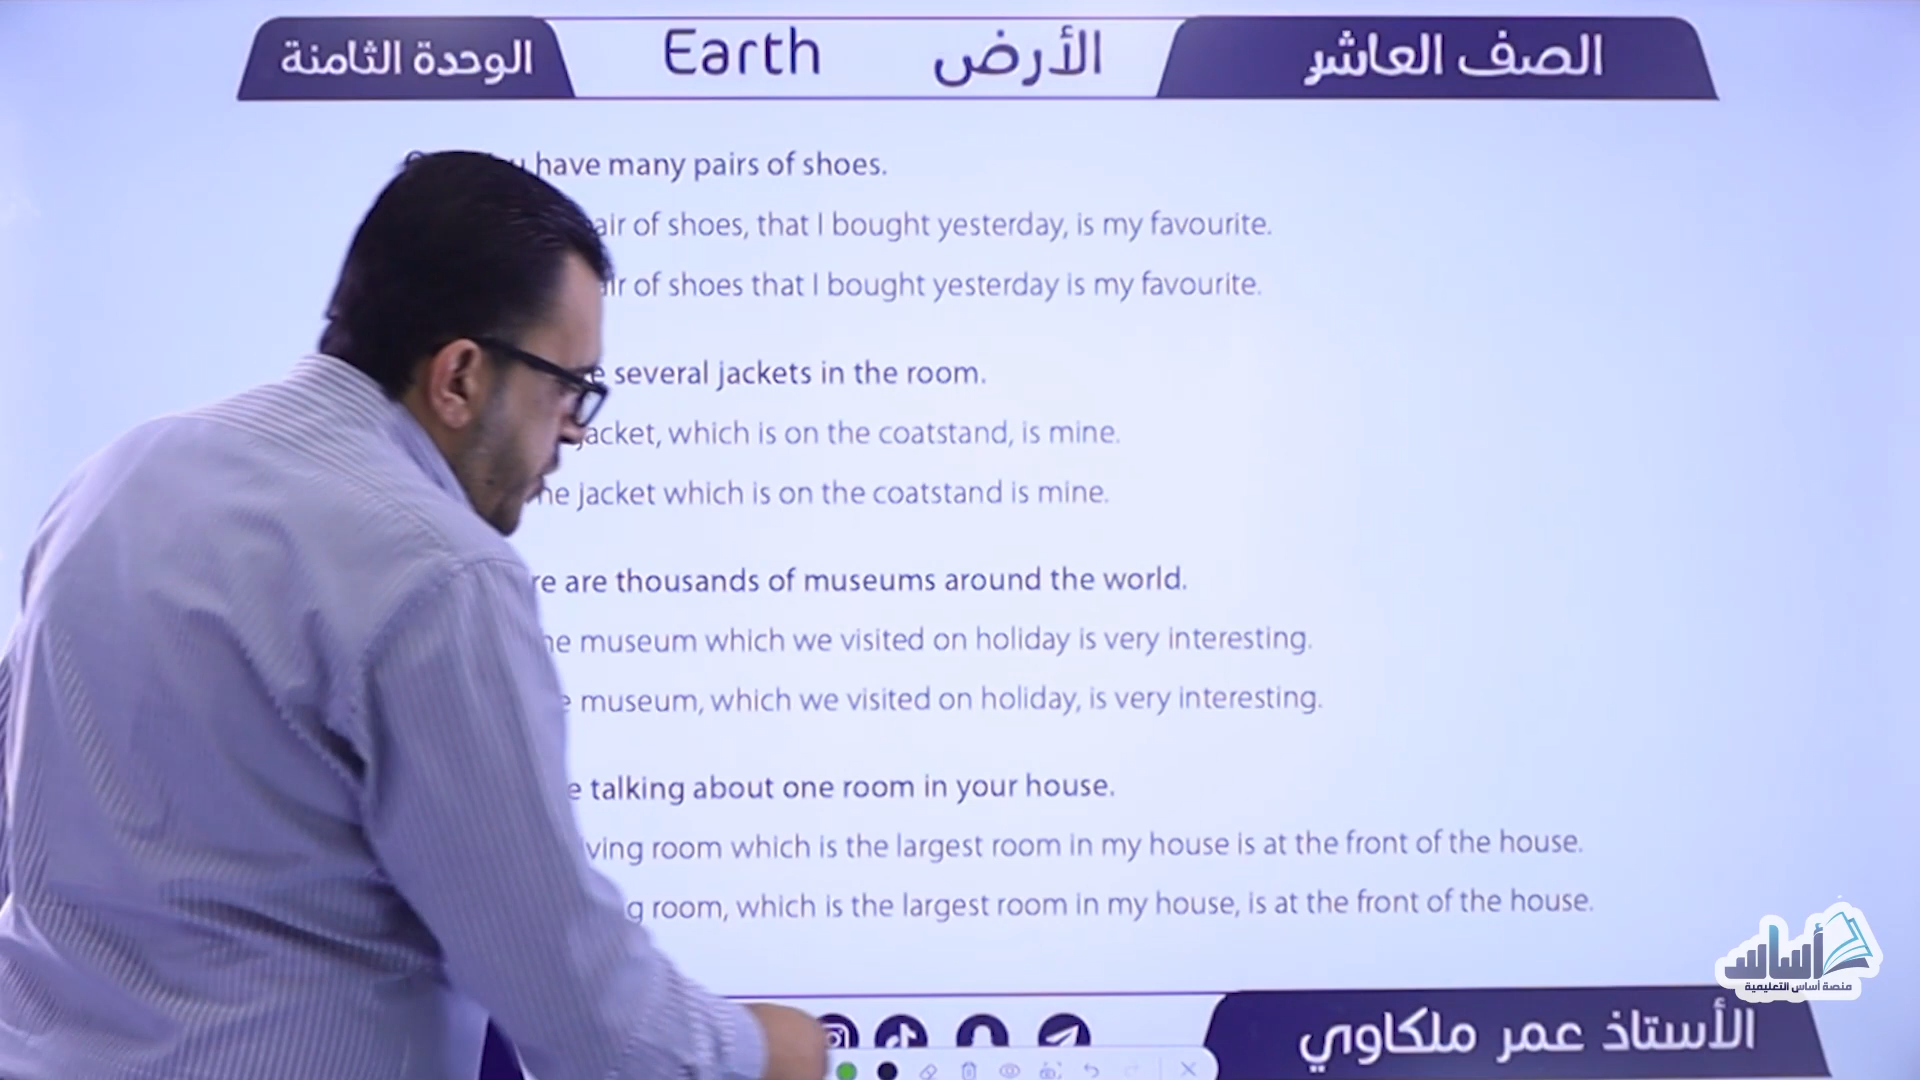 الصف العاشر
الأرض Earth
الوحدة الثامنة
have many pairs of shoes.
of shoes, that I bought yesterday, is my favourite.
of shoes that I bought yesterday is my favourite.
several jackets in the room.
jacket, which is on the coatstand, is mine.
jacket which is on the coatstand is mine.
are thousands of museums around the world.
museum which we visited on holiday is very interesting.
museum, which we visited on holiday, is very interesting.
talking about one room in your house.
room which is the largest room in my house is at the front of the house.
room, which is the largest room in my house, is at the front of the house.
أساس
منصة أساس التعليمية
الأستاذ عمر ملكاوي